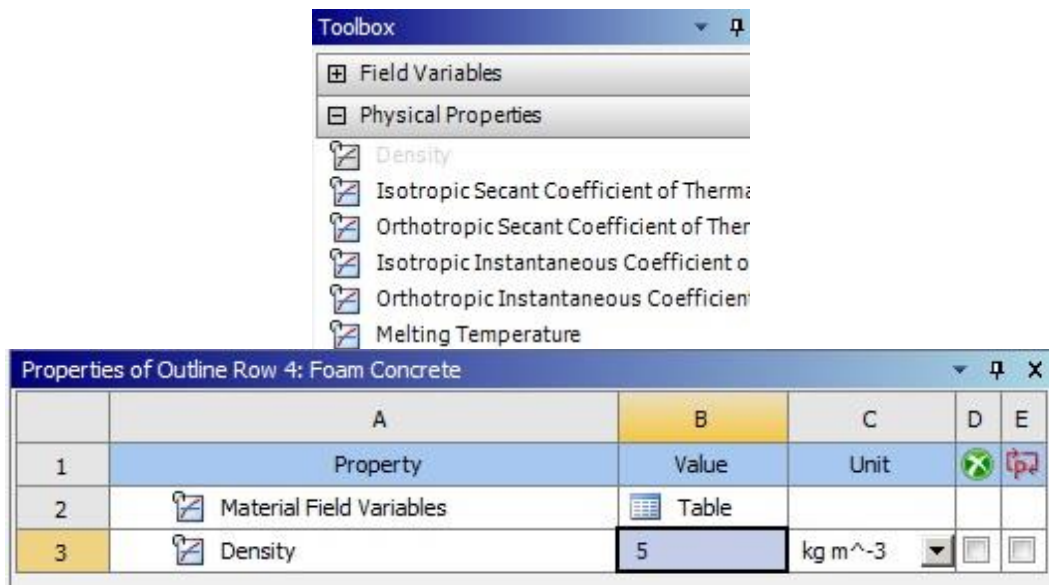 Toolbox
Field Variables
Physical Properties
Density
Isotropic Secant Coefficient of Therma
Orthotropic Secant Coefficient of Ther
Isotropic Instantaneous Coefficient o
Orthotropic Instantaneous Coefficien
Melting Temperature
Properties of Outline Row 4: Foam Concrete
A B C D E
1 Property Value Unit
2 Material Field Variables Table
3 Density 5 kg m^-3